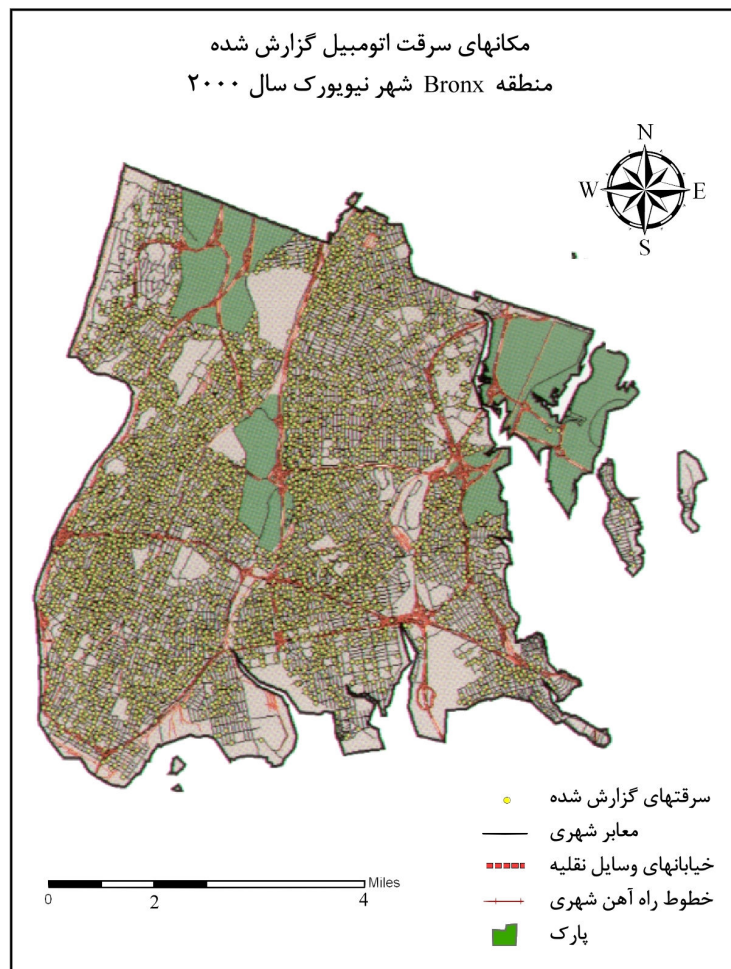 مکانهای سرقت اتومبیل گزارش شده
منطقه Bronx شهر نیویورک سال ۲۰۰۰
N
W E
S
سرقتهای گزارش شده
معابر شهری
خیابانهای وسایل نقلیه
خطوط راه آهن شهری
پارک
Miles
0 2 4